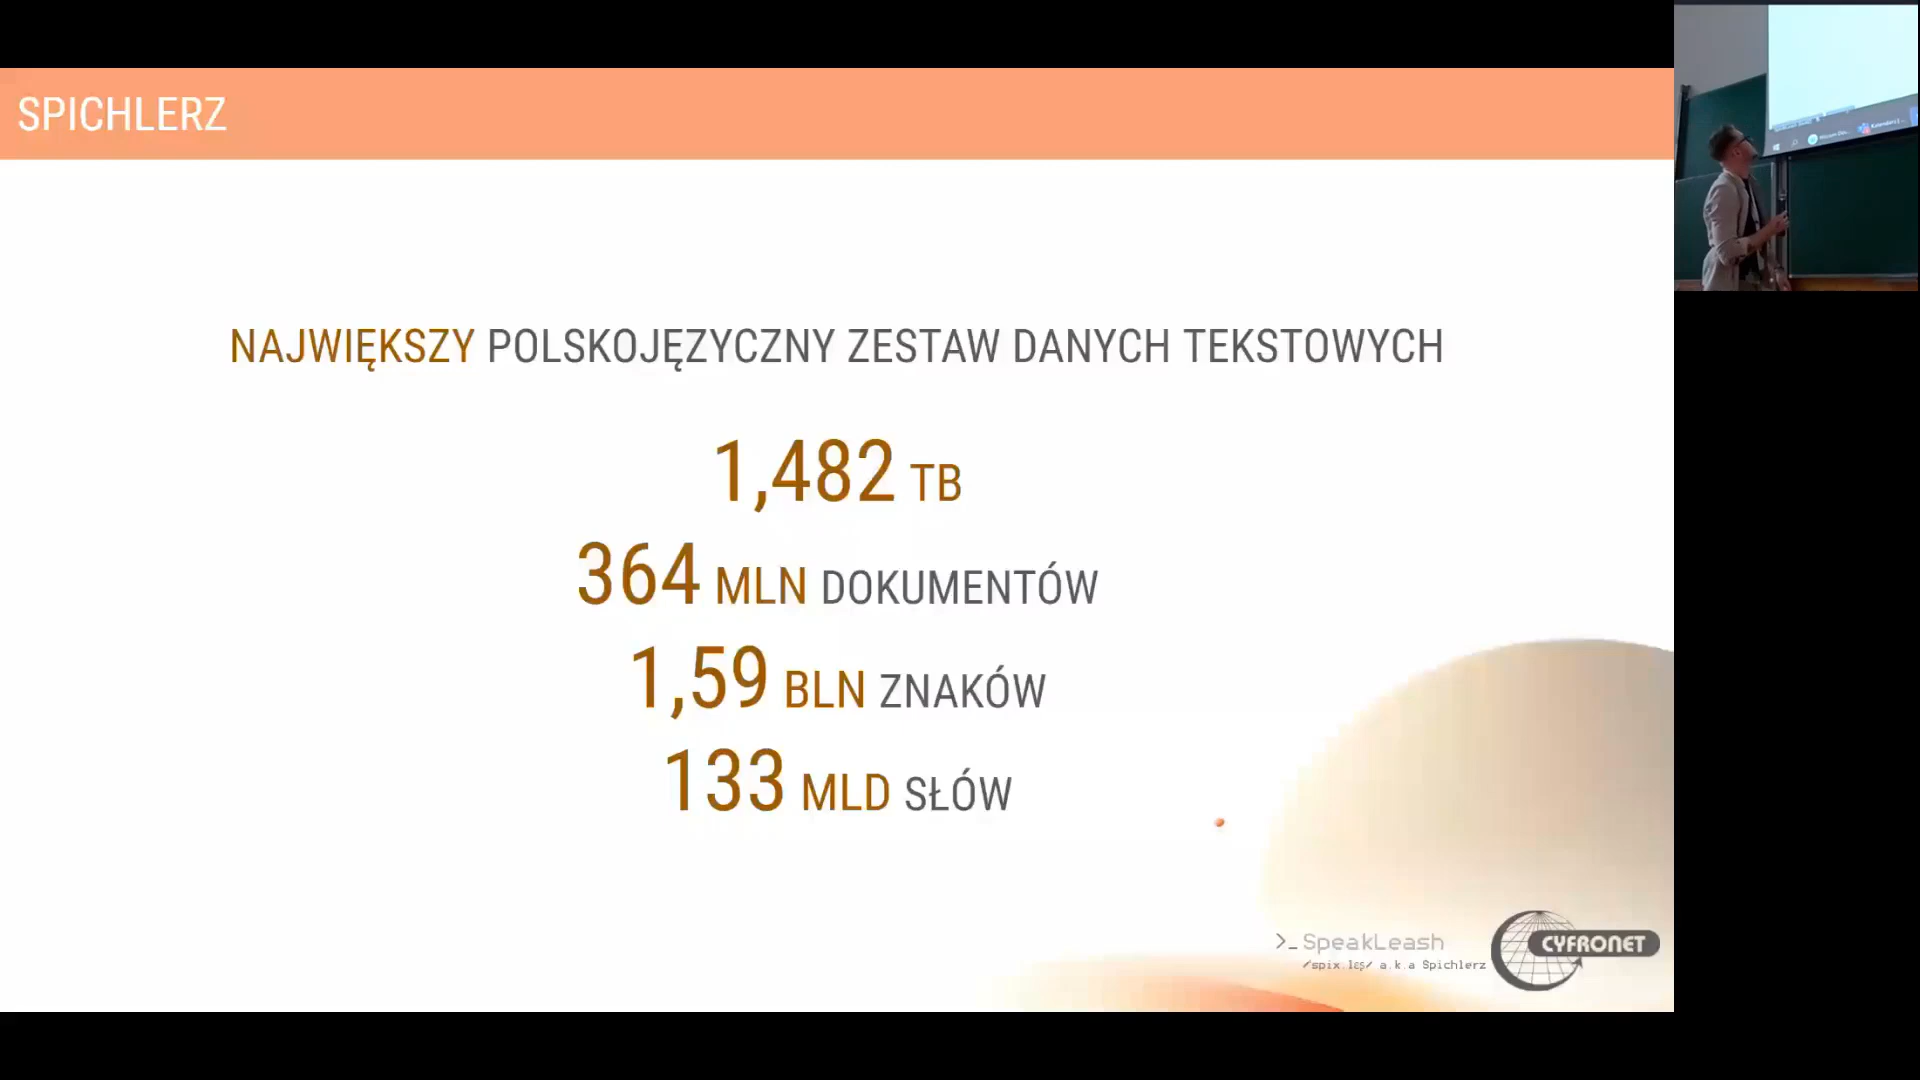 SPICHLERZ
NAJWIĘKSZY POLSKOJĘZYCZNY ZESTAW DANYCH TEKSTOWYCH
1,482 TB
364 MLN DOKUMENTÓW
1,59 BLN ZNAKÓW
133 MLD SŁÓW
>_ SpeakLeash
a.k.a Spichlerz
CYFRONET